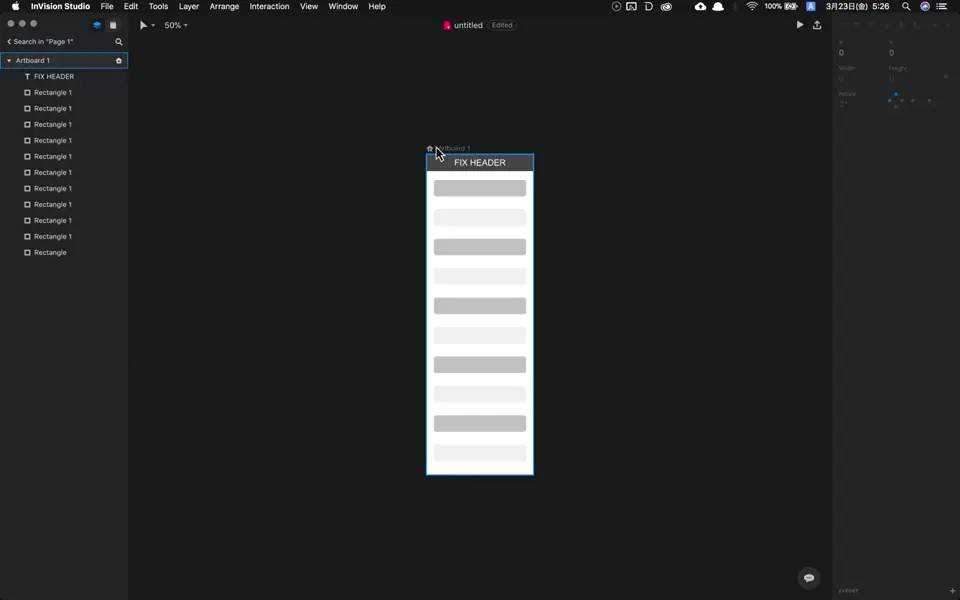 InVision Studio File Edit Tools Layer Arrange Interaction View Window Help 100% A 3月23日(金) 5:26
50% untitled Edited
Search in "Page 1"
Artboard 1
FIX HEADER
Rectangle 1
Rectangle 1
Rectangle 1
Rectangle 1
Rectangle 1
Rectangle 1
Rectangle 1
Rectangle 1
Rectangle 1
Rectangle 1
Rectangle
Artboard 1
FIX HEADER
0 0
Width Height
0 0
Rotate
EXPORT